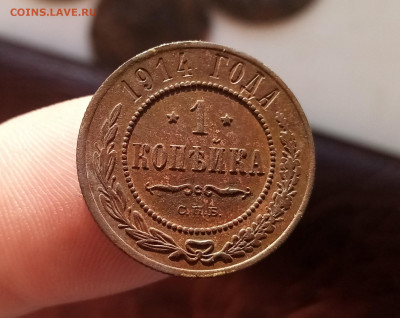 COINS.LAVE.RU
1914 ГОДА
★ 1 ★
КОПѢЙКА
С.П.Б.